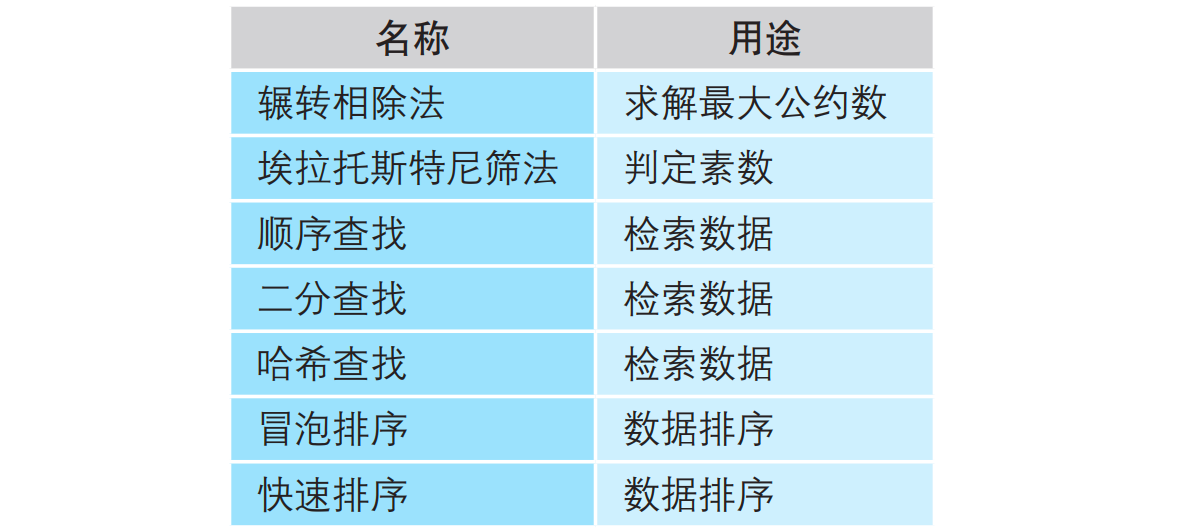 名称 用途
辗转相除法 求解最大公约数
埃拉托斯特尼筛法 判定素数
顺序查找 检索数据
二分查找 检索数据
哈希查找 检索数据
冒泡排序 数据排序
快速排序 数据排序